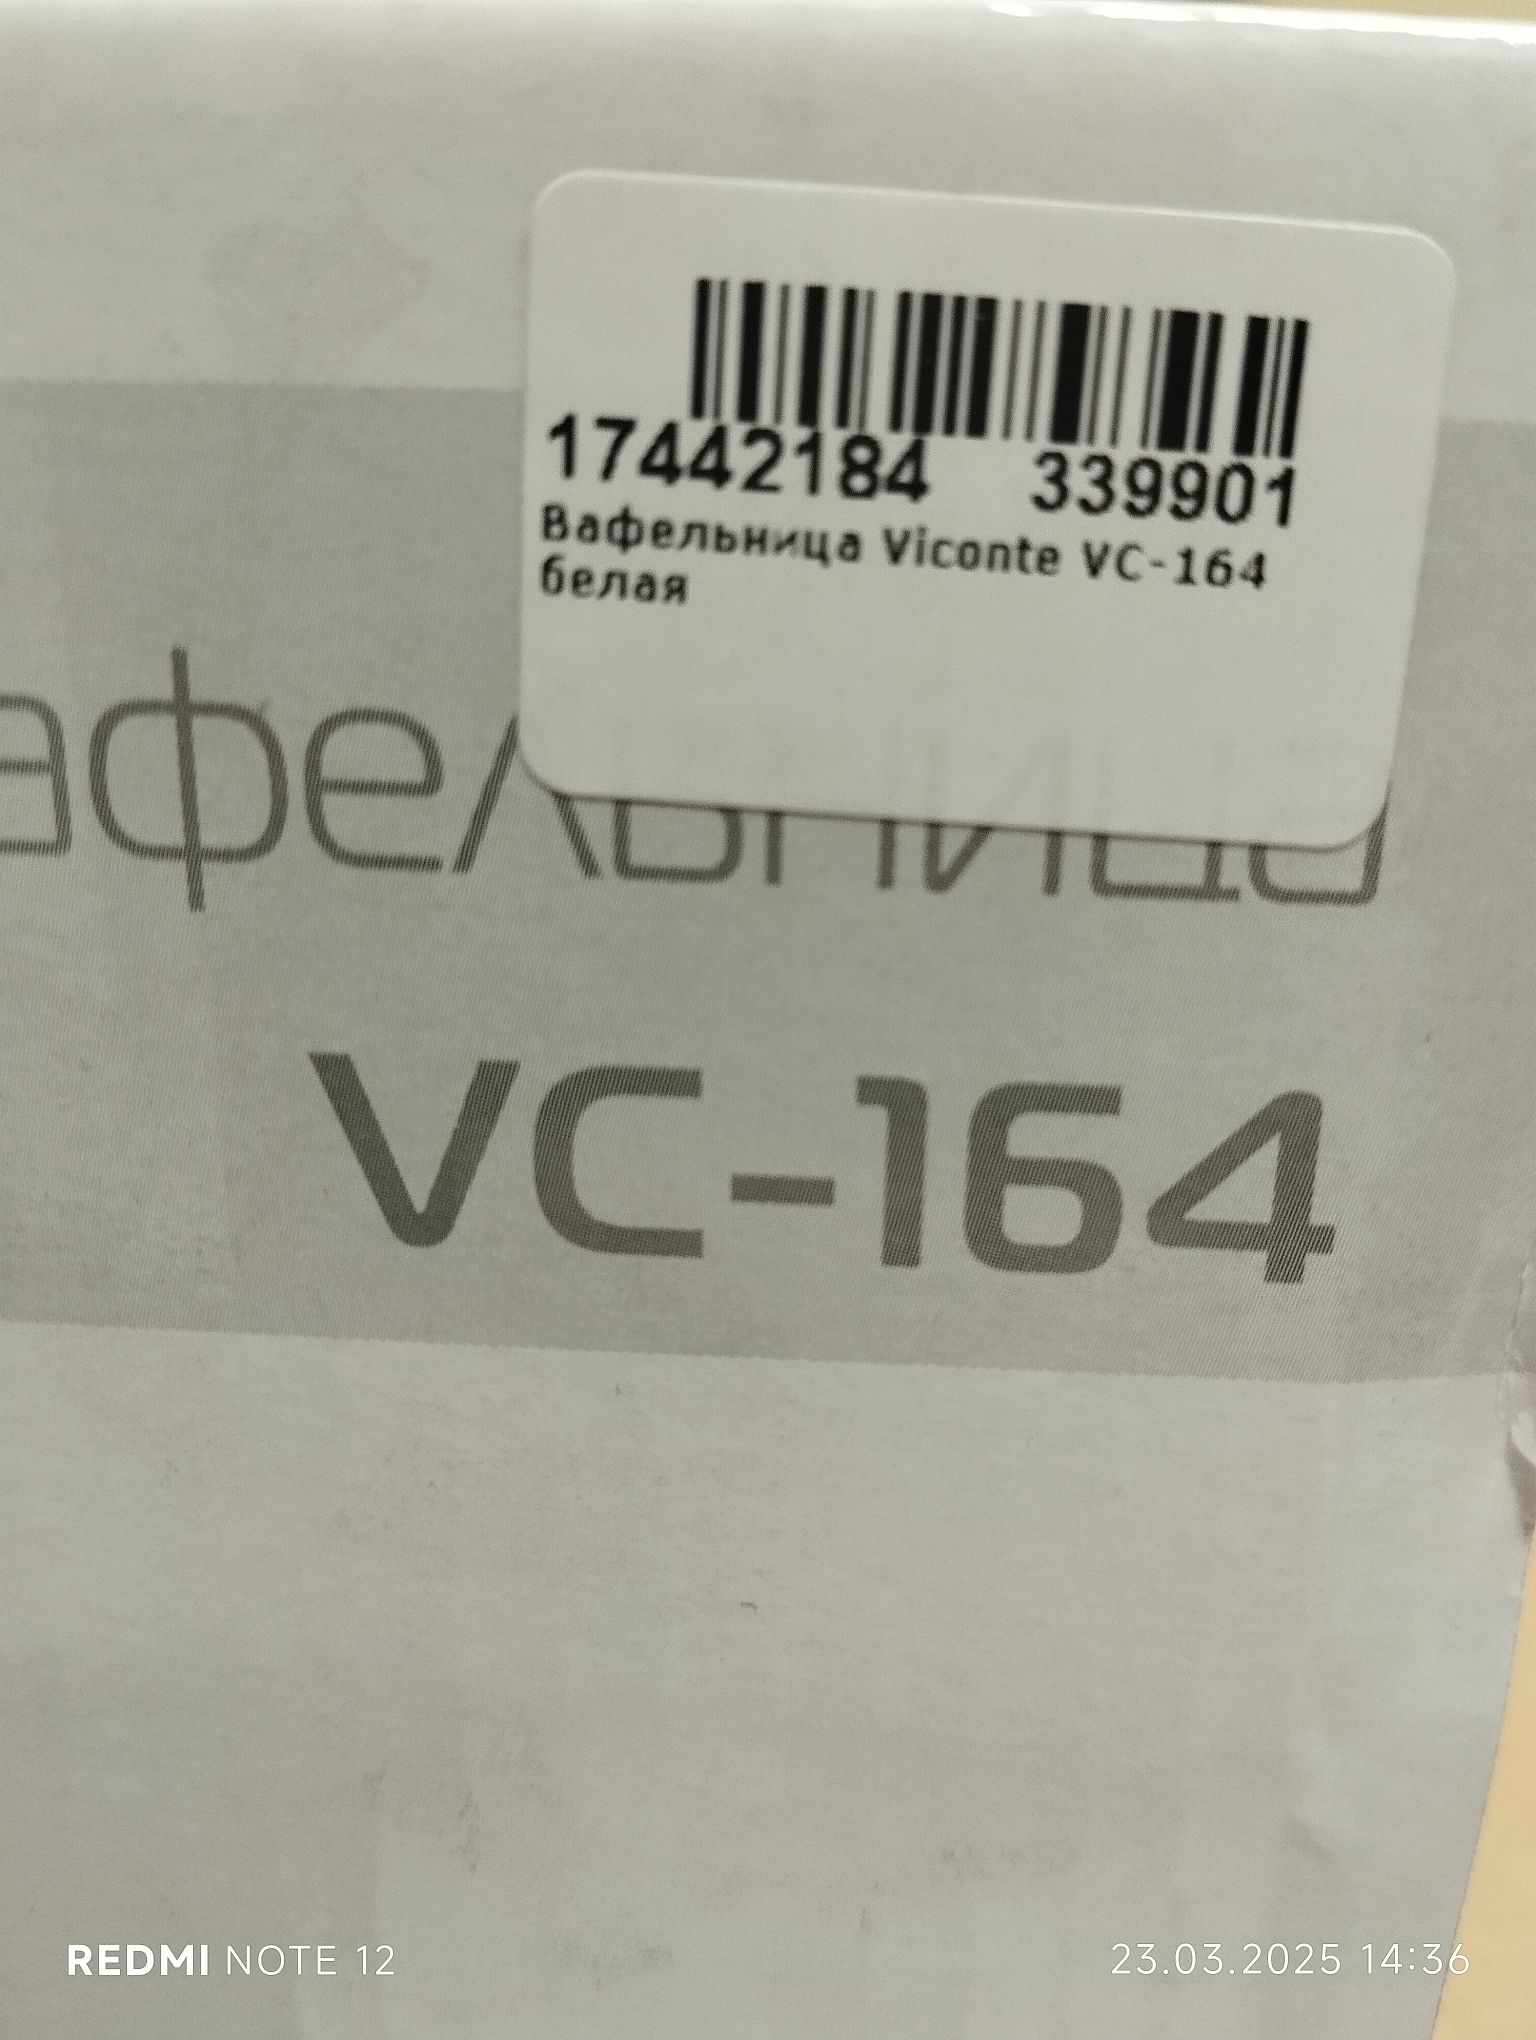 17442184 339901
Вафельница Viconte VC-164
белая
афельница
VC-164
REDMI NOTE 12
23.03.2025 14:36